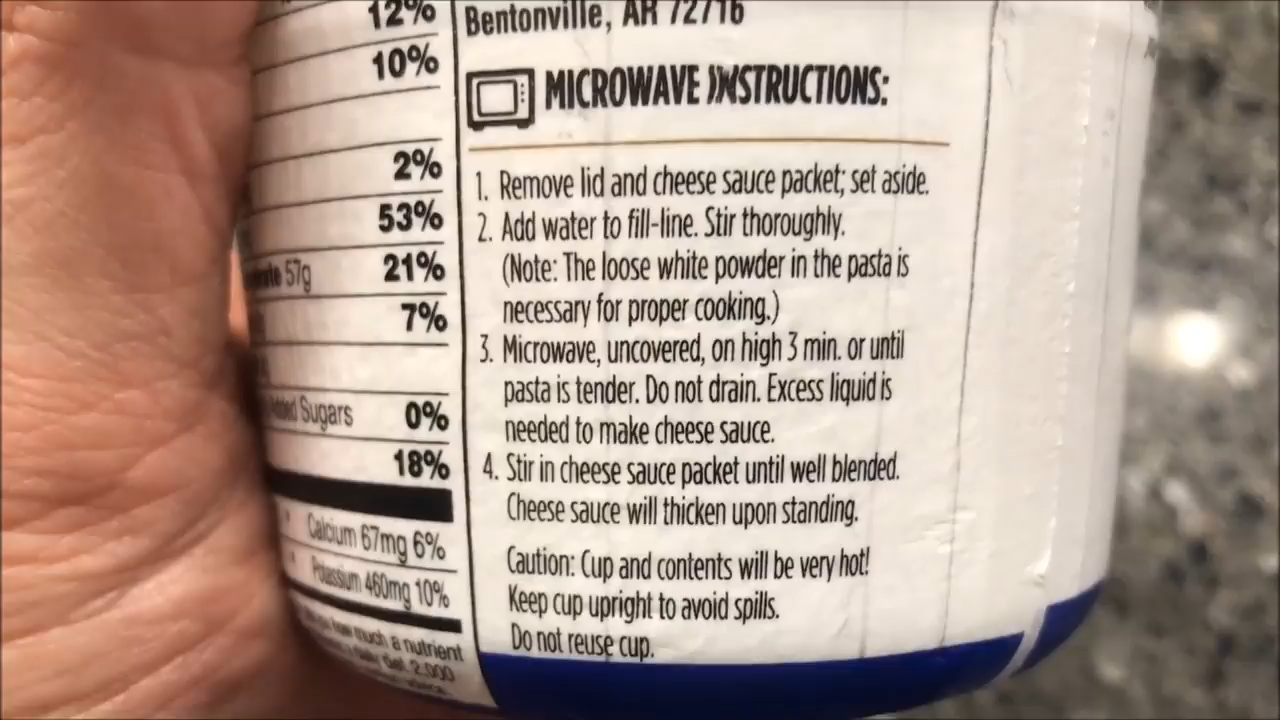 12%
10%
2%
53%
57g 21%
7%
Sugars 0%
18%
Calcium 67mg 6%
Potassium 460mg 10%
how much a nutrient
2,000
Bentonville, AR 72716
MICROWAVE INSTRUCTIONS:
1. Remove lid and cheese sauce packet; set aside.
2. Add water to fill-line. Stir thoroughly.
(Note: The loose white powder in the pasta is
necessary for proper cooking.)
3. Microwave, uncovered, on high 3 min. or until
pasta is tender. Do not drain. Excess liquid is
needed to make cheese sauce.
4. Stir in cheese sauce packet until well blended.
Cheese sauce will thicken upon standing.
Caution: Cup and contents will be very hot!
Keep cup upright to avoid spills.
Do not reuse cup.